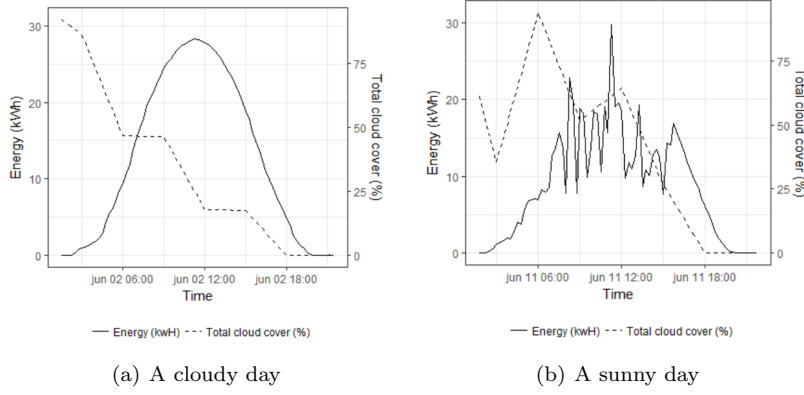 30
20
10
0
Energy (kWh)
75
50
25
0
Total cloud
cover (%)
jun 02 06:00 jun 02 12:00 jun 02 18:00
Time
Energy (kwH) Total cloud cover (%)
(a) A cloudy day
30
20
10
0
Energy (kWh)
75
50
25
0
Total cloud
cover (%)
jun 11 06:00 jun 11 12:00 jun 11 18:00
Time
Energy (kwH) Total cloud cover (%)
(b) A sunny day